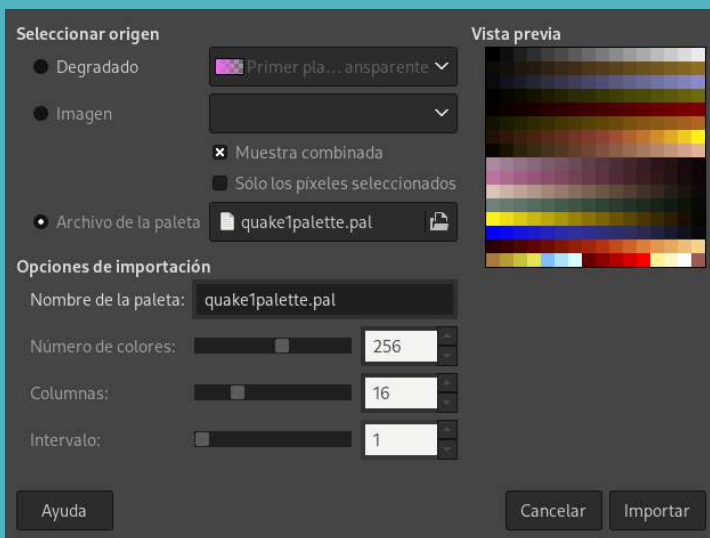 Seleccionar origen
Vista previa
Degradado
Primer pla... ansparente
Imagen
Muestra combinada
Sólo los píxeles seleccionados
Archivo de la paleta
quake1palette.pal
Opciones de importación
Nombre de la paleta: quake1palette.pal
Número de colores: 256
Columnas: 16
Intervalo: 1
Ayuda
Cancelar
Importar